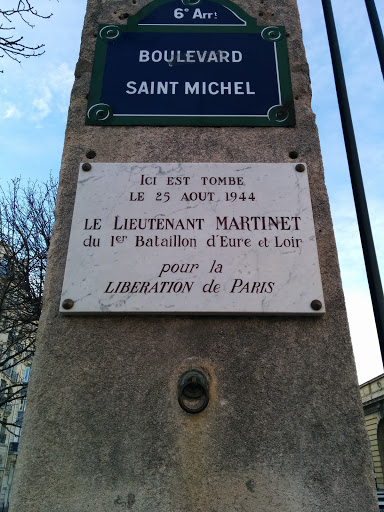 6e Arrt
BOULEVARD
SAINT MICHEL
ICI EST TOMBE
LE 25 AOUT 1944
LE LIEUTENANT MARTINET
du 1er Bataillon d'Eure et Loir
pour la
LIBERATION de PARIS